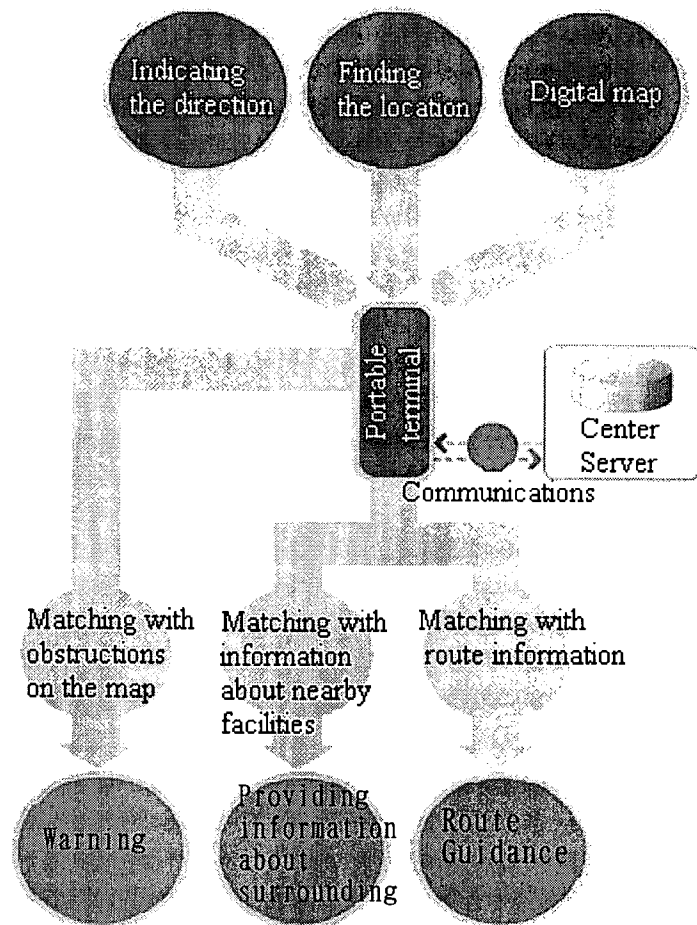 Indicating
the direction
Finding
the location
Digital map
Portable
terminal
Center
Server
Communications
Matching with
obstructions
on the map
Matching with
information
about nearby
facilities
Matching with
route information
Warning
Providing
information
about
surrounding
Route
Guidance